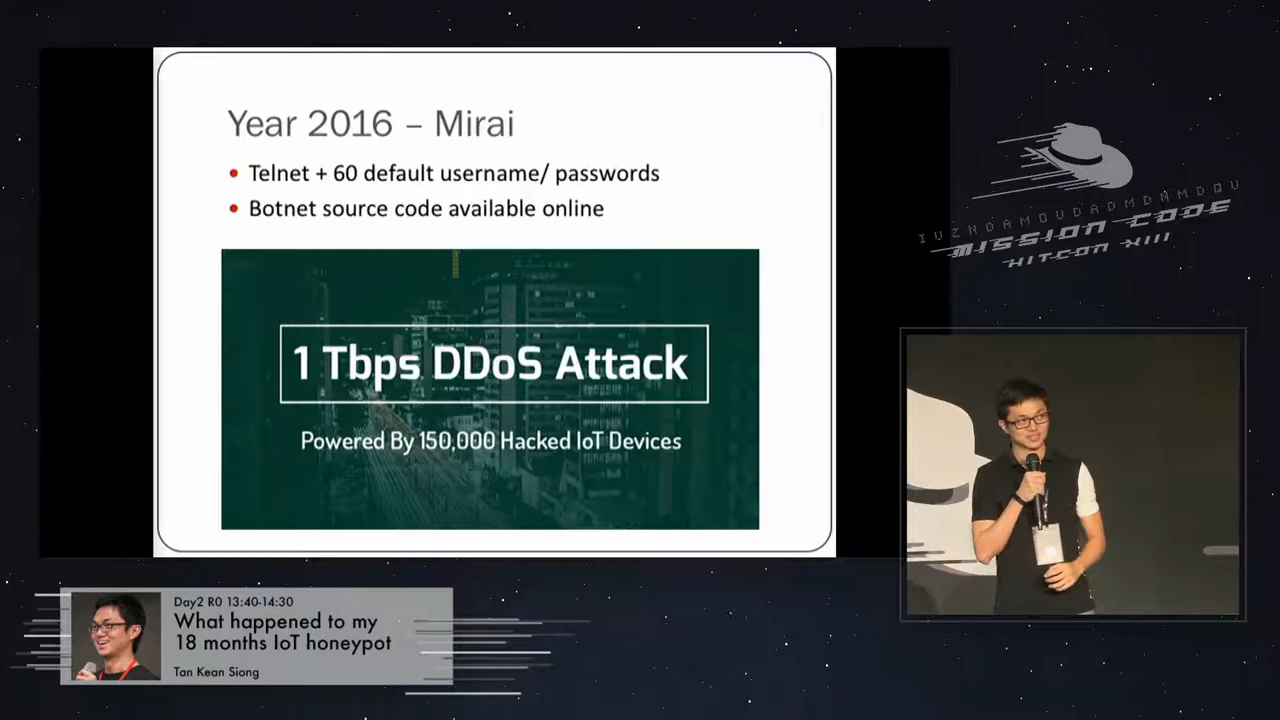 Year 2016 – Mirai
Telnet + 60 default username/ passwords
Botnet source code available online
1 Tbps DDoS Attack
Powered By 150,000 Hacked IoT Devices
IVZNDAMQVDADMDNAMDQV
MISSION CODE
HITCON XIII
Day2 R0 13:40-14:30
What happened to my
18 months IoT honeypot
Tan Kean Siong